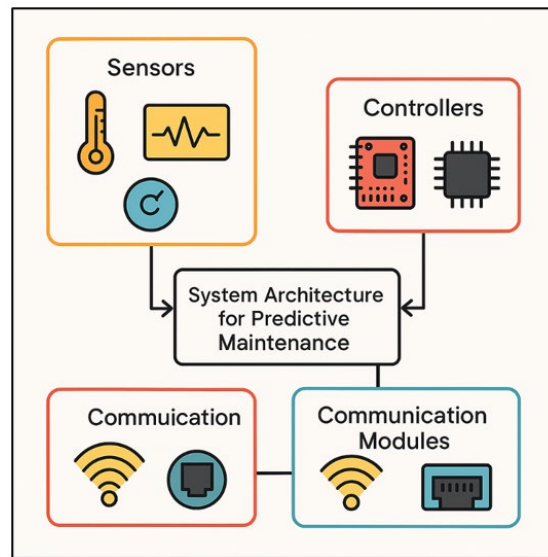 Sensors
Controllers
System Architecture
for Predictive
Maintenance
Commuication
Communication
Modules